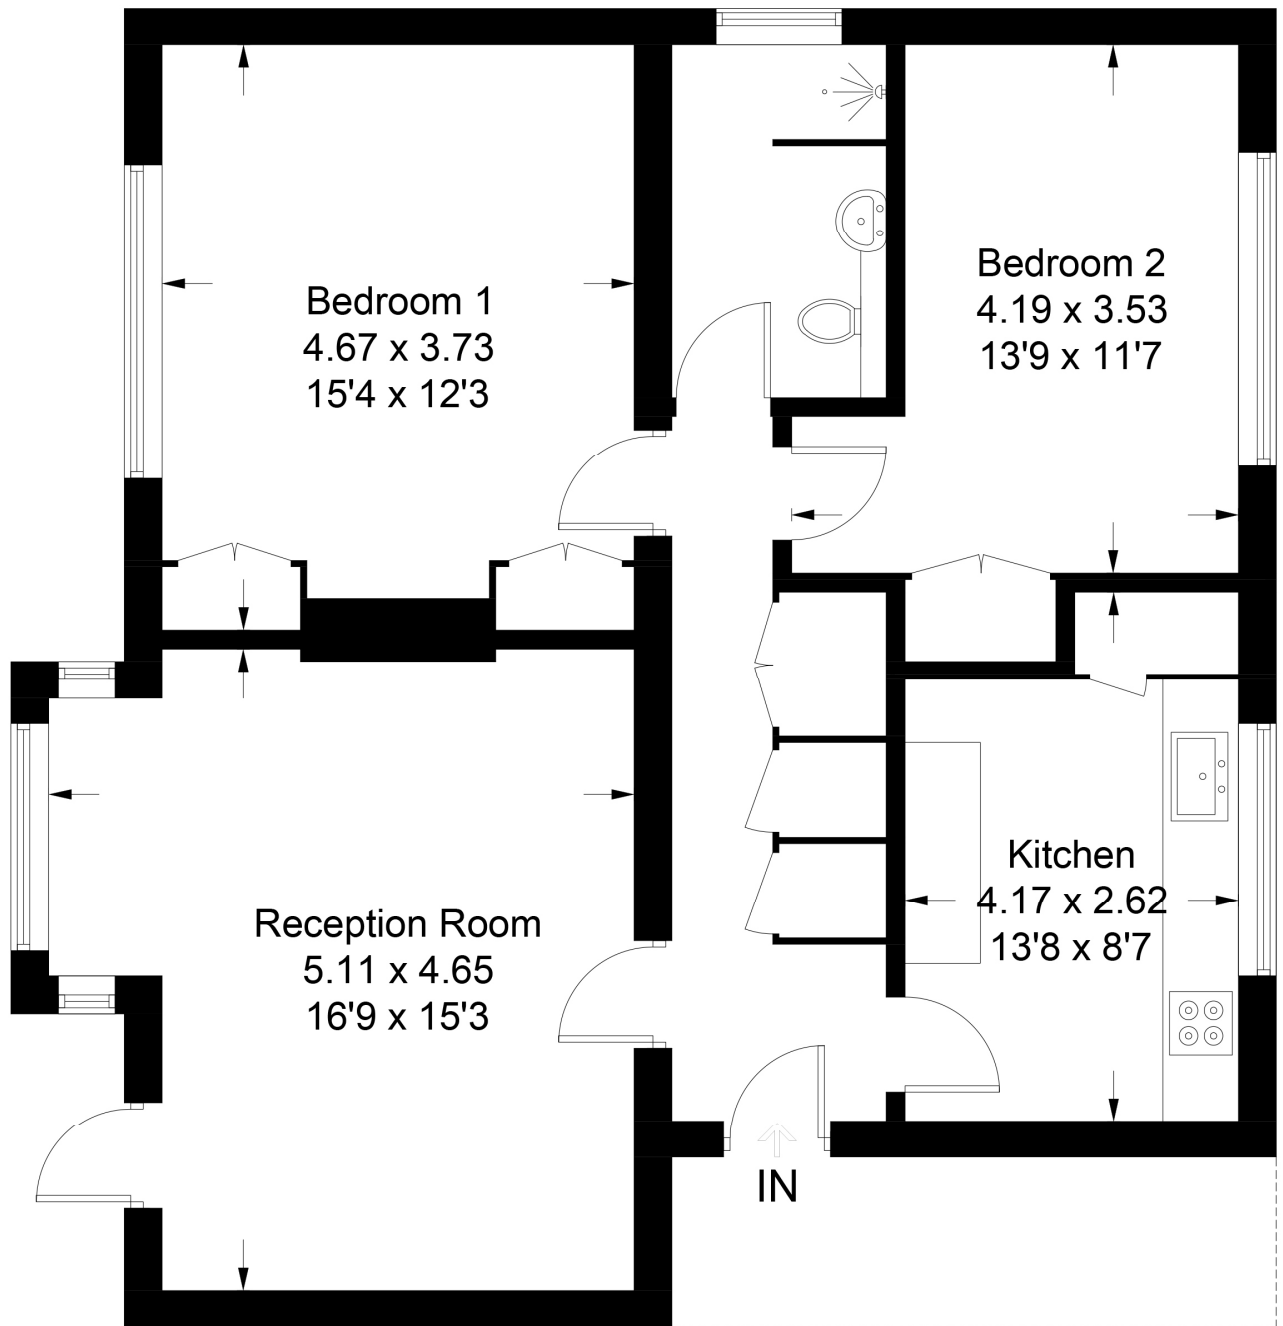 Bedroom 1
4.67 x 3.73
15'4 x 12'3
Bedroom 2
4.19 x 3.53
13'9 x 11'7
Reception Room
5.11 x 4.65
16'9 x 15'3
Kitchen
4.17 x 2.62
13'8 x 8'7
IN